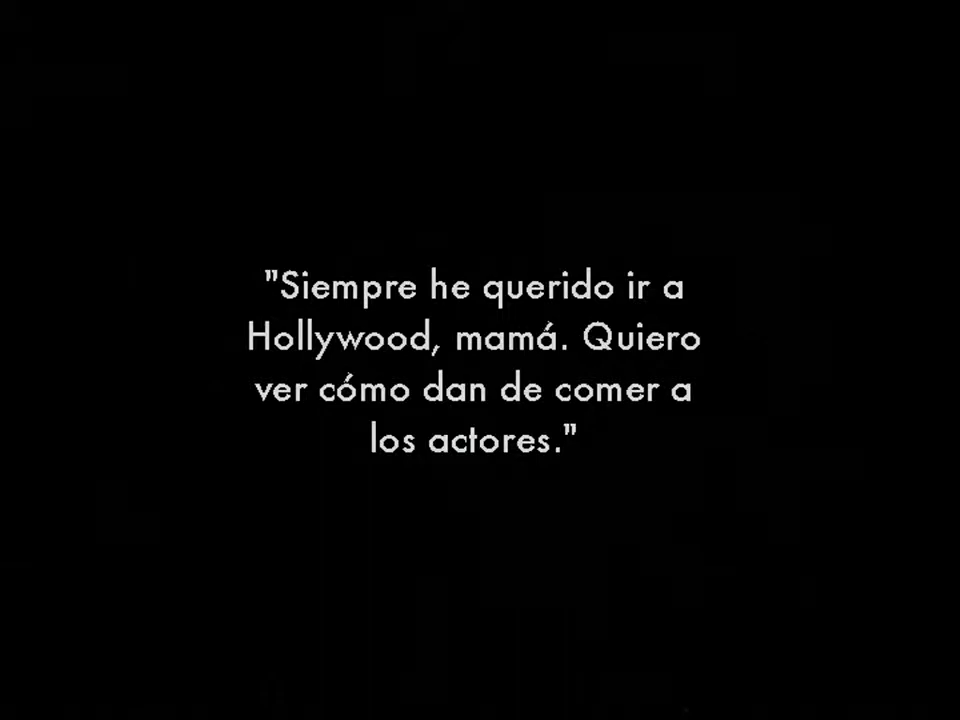 "Siempre he querido ir a
Hollywood, mamá. Quiero
ver cómo dan de comer a
los actores."